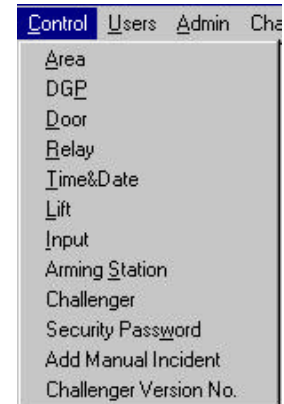 Control Users Admin Cha
Area
DGP
Door
Relay
Time&Date
Lift
Input
Arming Station
Challenger
Security Password
Add Manual Incident
Challenger Version No.